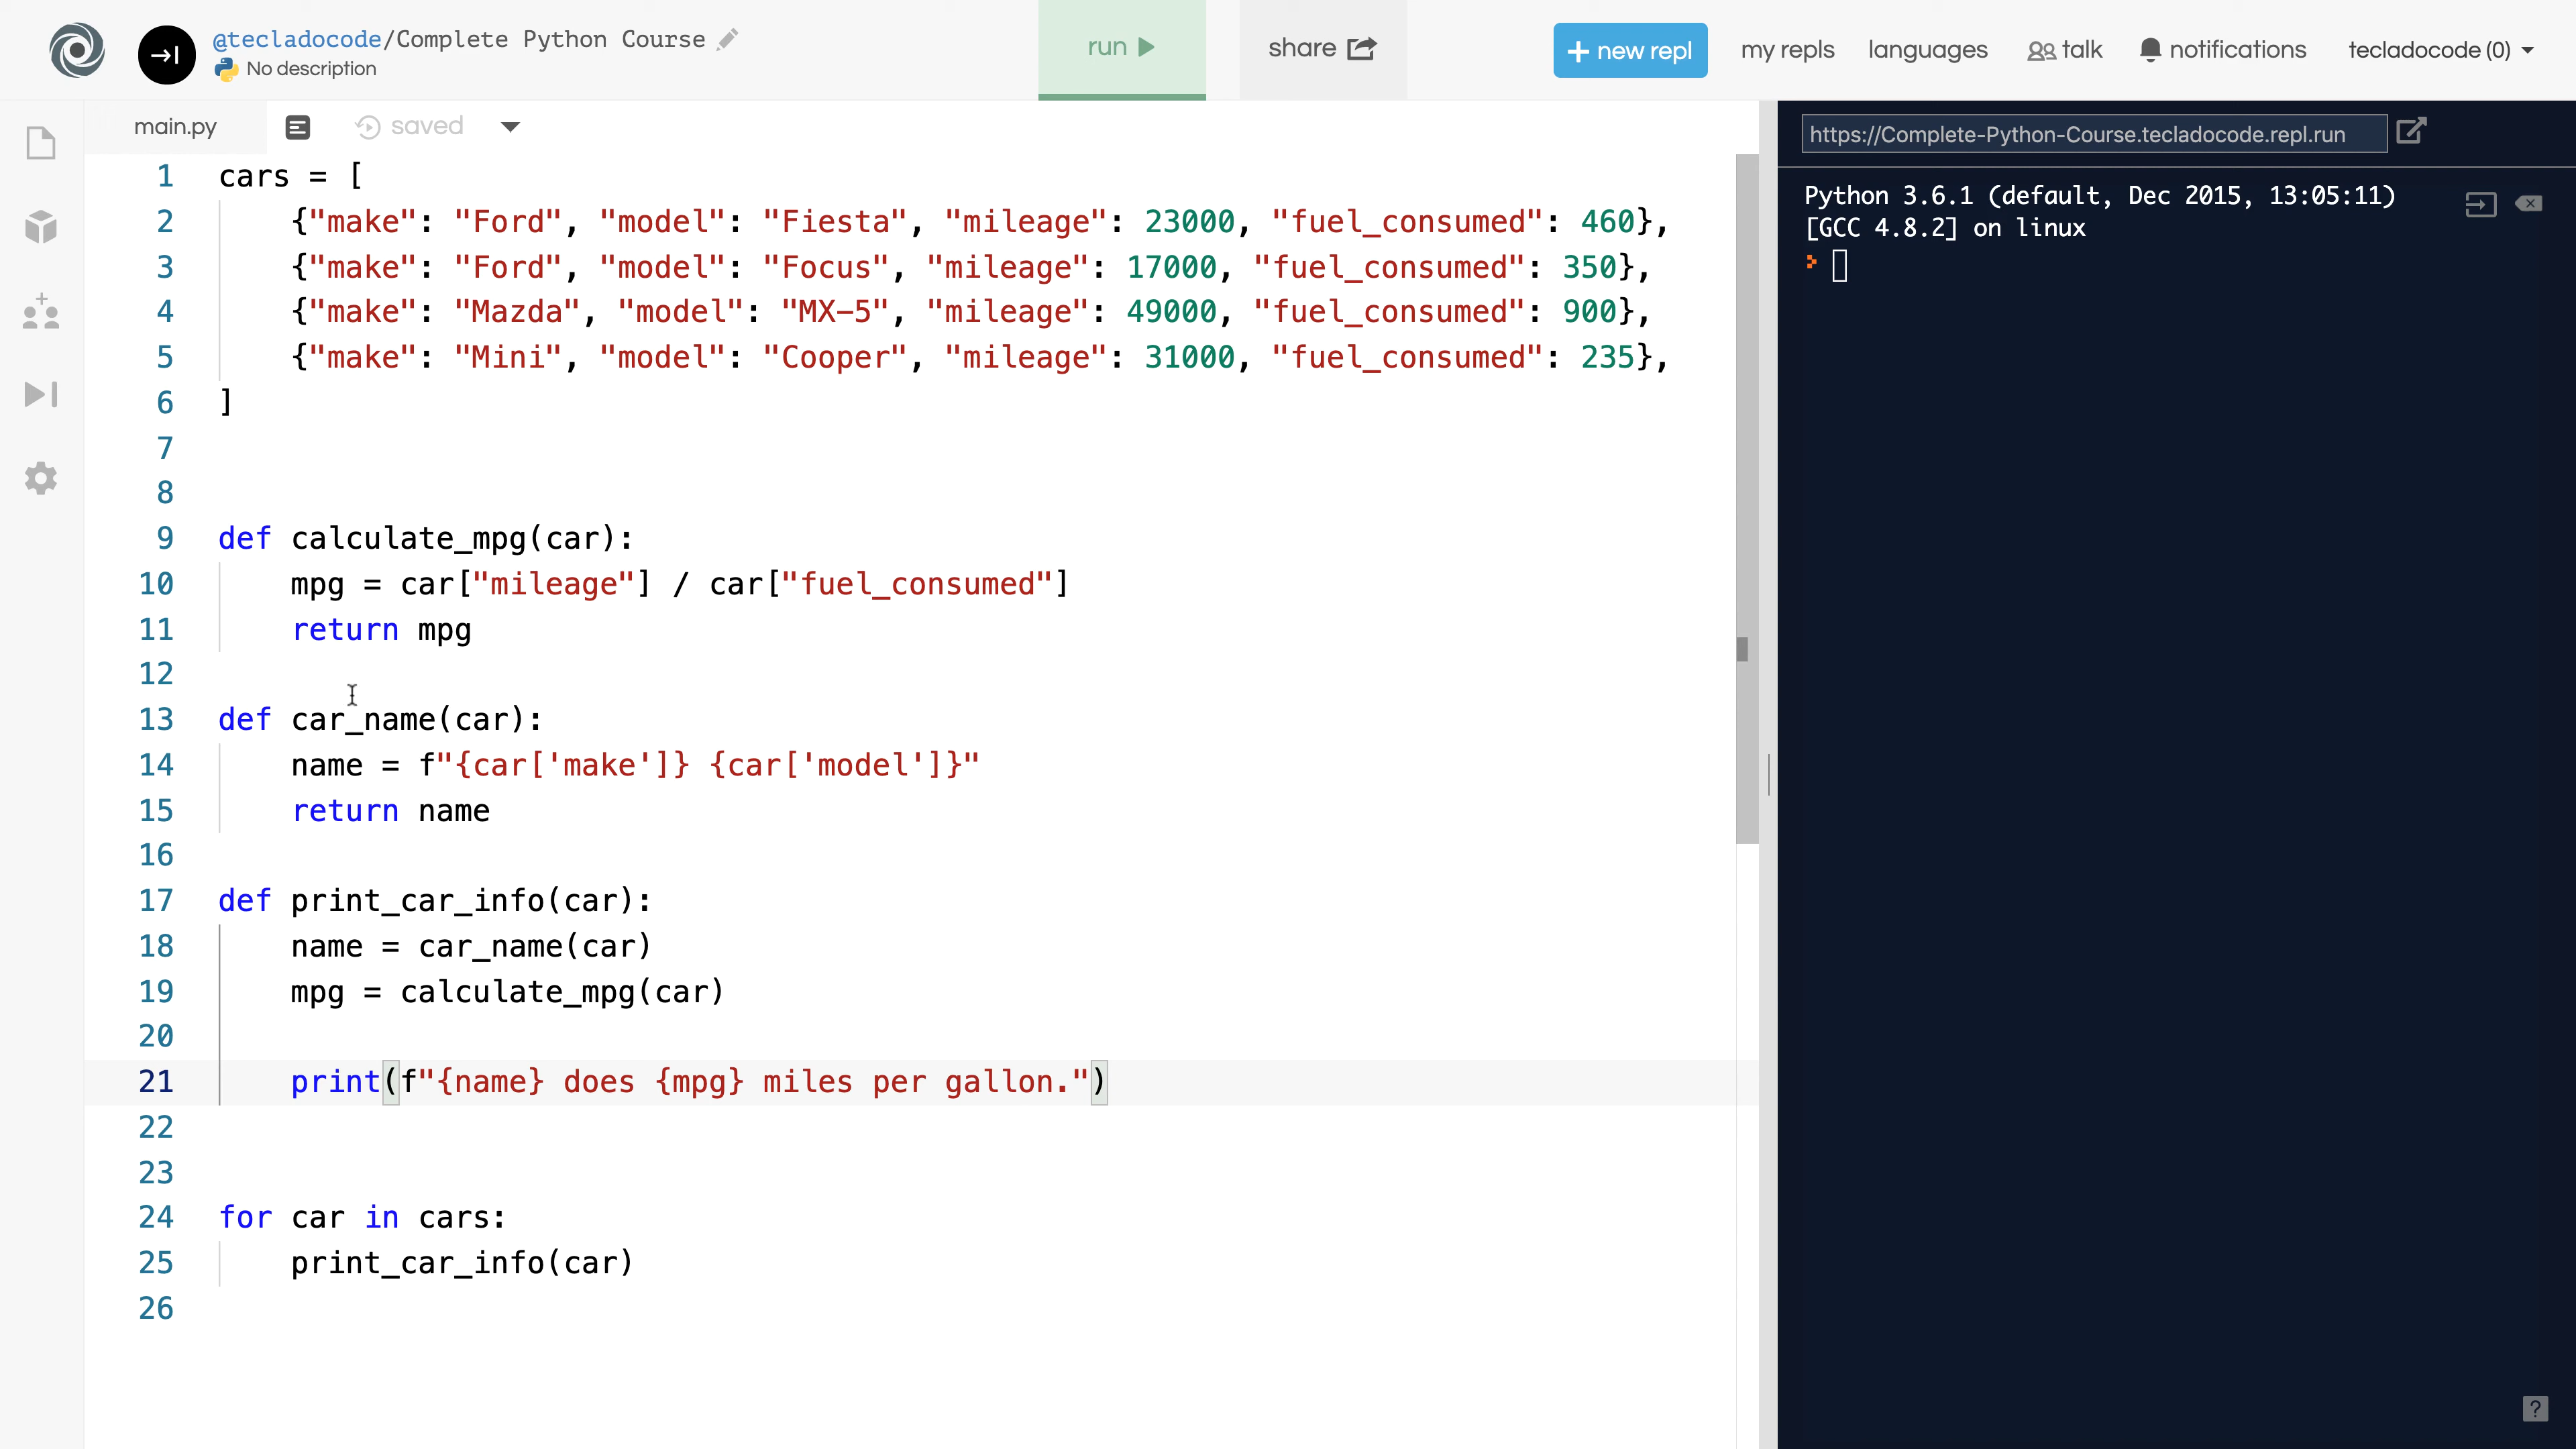 @tecladocode/Complete Python Course
No description
run
share
+ new repl
my repls
languages
talk
notifications
tecladocode (0)
main.py
saved
1 cars = [
2 {"make": "Ford", "model": "Fiesta", "mileage": 23000, "fuel_consumed": 460},
3 {"make": "Ford", "model": "Focus", "mileage": 17000, "fuel_consumed": 350},
4 {"make": "Mazda", "model": "MX-5", "mileage": 49000, "fuel_consumed": 900},
5 {"make": "Mini", "model": "Cooper", "mileage": 31000, "fuel_consumed": 235},
6 ]
7
8
9 def calculate_mpg(car):
10 mpg = car["mileage"] / car["fuel_consumed"]
11 return mpg
12
13 def car_name(car):
14 name = f"{car['make']} {car['model']}"
15 return name
16
17 def print_car_info(car):
18 name = car_name(car)
19 mpg = calculate_mpg(car)
20
21 print(f"{name} does {mpg} miles per gallon.")
22
23
24 for car in cars:
25 print_car_info(car)
26
https://Complete-Python-Course.tecladocode.repl.run
Python 3.6.1 (default, Dec 2015, 13:05:11)
[GCC 4.8.2] on linux
?